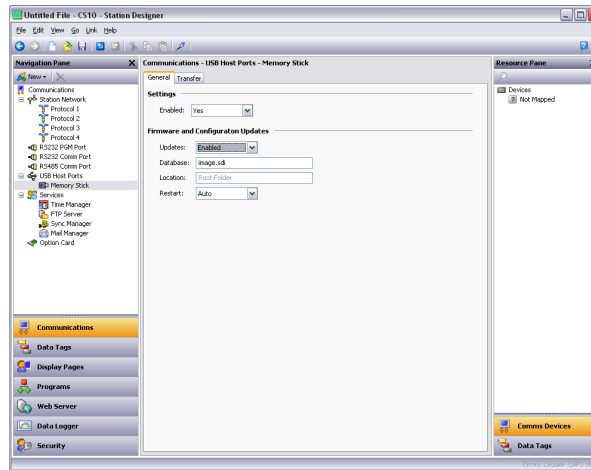 Untitled File - CS10 - Station Designer
File Edit View Go Link Help
Navigation Pane
New
Communications
Station Network
Protocol 1
Protocol 2
Protocol 3
Protocol 4
RS232 PGM Port
RS232 Comm Port
RS485 Comm Port
USB Host Ports
Memory Stick
Services
Time Manager
FTP Server
Sync Manager
Mail Manager
Option Card
Communications
Data Tags
Display Pages
Programs
Web Server
Data Logger
Security
Communications - USB Host Ports - Memory Stick
General Transfer
Settings
Enabled: Yes
Firmware and Configuraton Updates
Updates: Enabled
Database: image.sdi
Location: Root Folder
Restart: Auto
Resource Pane
Devices
Not Mapped
Comms Devices
Data Tags
Errors Circular CAPS